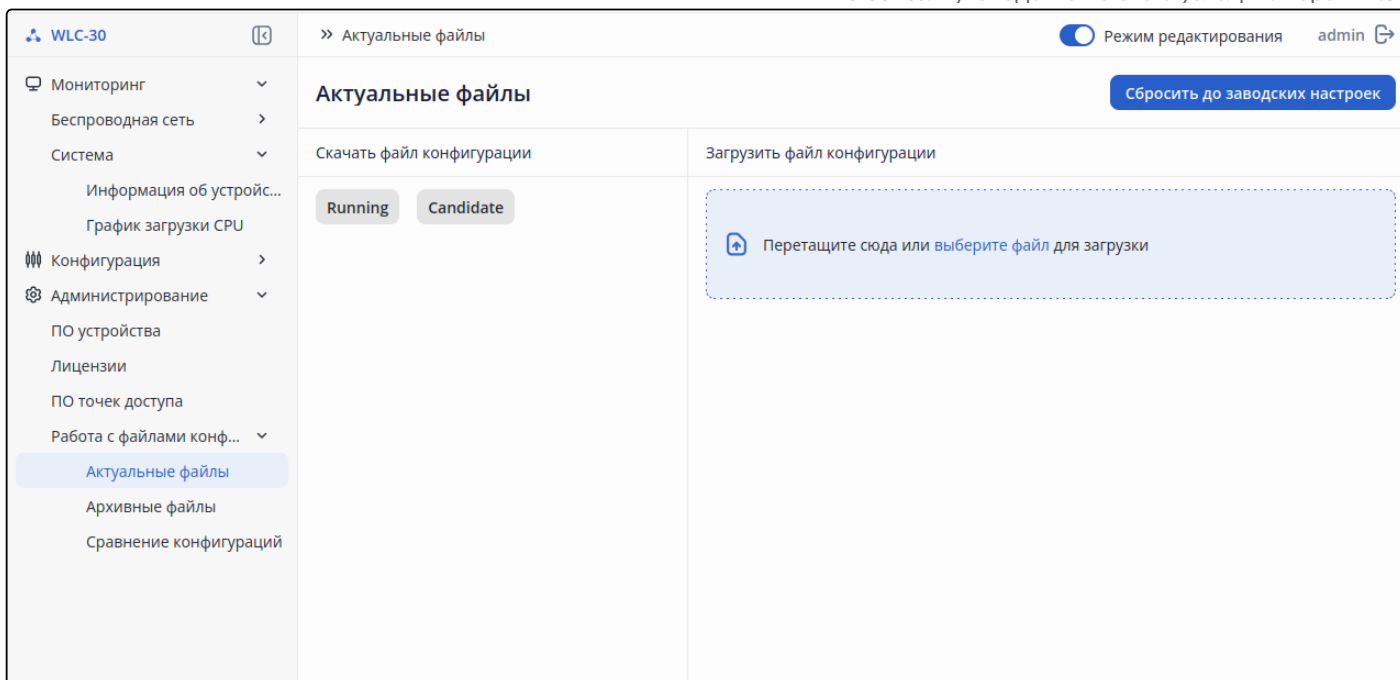 WLC-30
Актуальные файлы
Режим редактирования
admin
Мониторинг
Беспроводная сеть
Система
Информация об устройс...
График загрузки CPU
Конфигурация
Администрирование
ПО устройства
Лицензии
ПО точек доступа
Работа с файлами конф...
Актуальные файлы
Архивные файлы
Сравнение конфигураций
Актуальные файлы
Сбросить до заводских настроек
Скачать файл конфигурации
Running
Candidate
Загрузить файл конфигурации
Перетащите сюда или выберите файл для загрузки